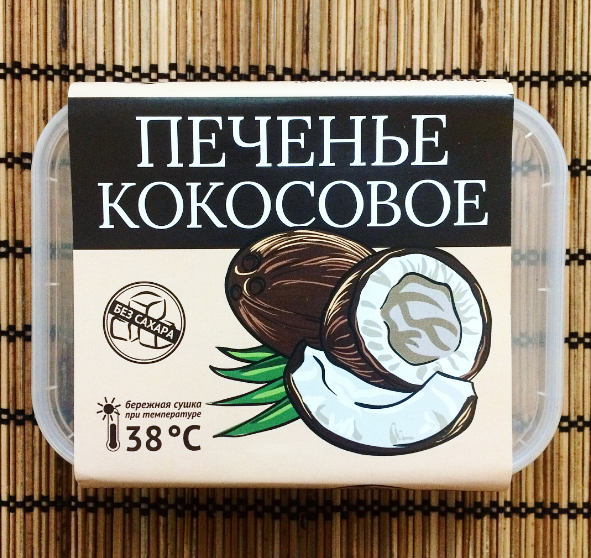 ПЕЧЕНЬЕ
КОКОСОВОЕ
БЕЗ САХАРА
бережная сушка
при температуре
38°С